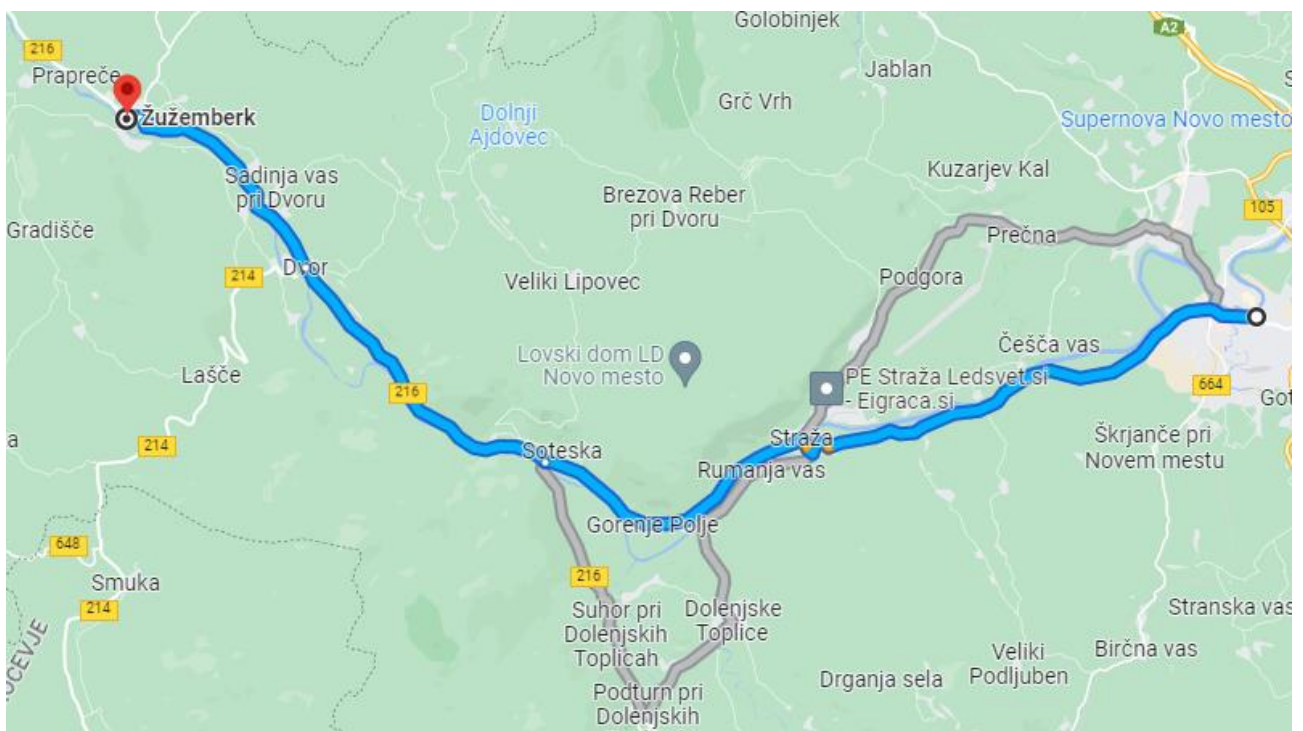 Golobinjek
A2
216
Prapreče
Jablan
Grč Vrh
Žužemberk
Dolnji
Ajdovec
Supernova Novo mesto
Sadinja vas
pri Dvoru
Kuzarjev Kal
Brezova Reber
pri Dvoru
105
Gradišče
Prečna
214
Dvor
Veliki Lipovec
Podgora
Češča vas
Lovski dom LD
Novo mesto
Lašče
PE Straža Ledsvet.si
- Eigraca.si
664
216
Got
a
214
Straža
Škrjanče pri
Novem mestu
Soteska
Rumanja vas
Gorenje Polje
648
Smuka
216
214
Suhor pri
Dolenjskih
Toplicah
Dolenjske
Toplice
Stranska vas
OČEVJE
Veliki
Podljuben
Birčna vas
Drganja sela
Podturn pri
Dolenjskih